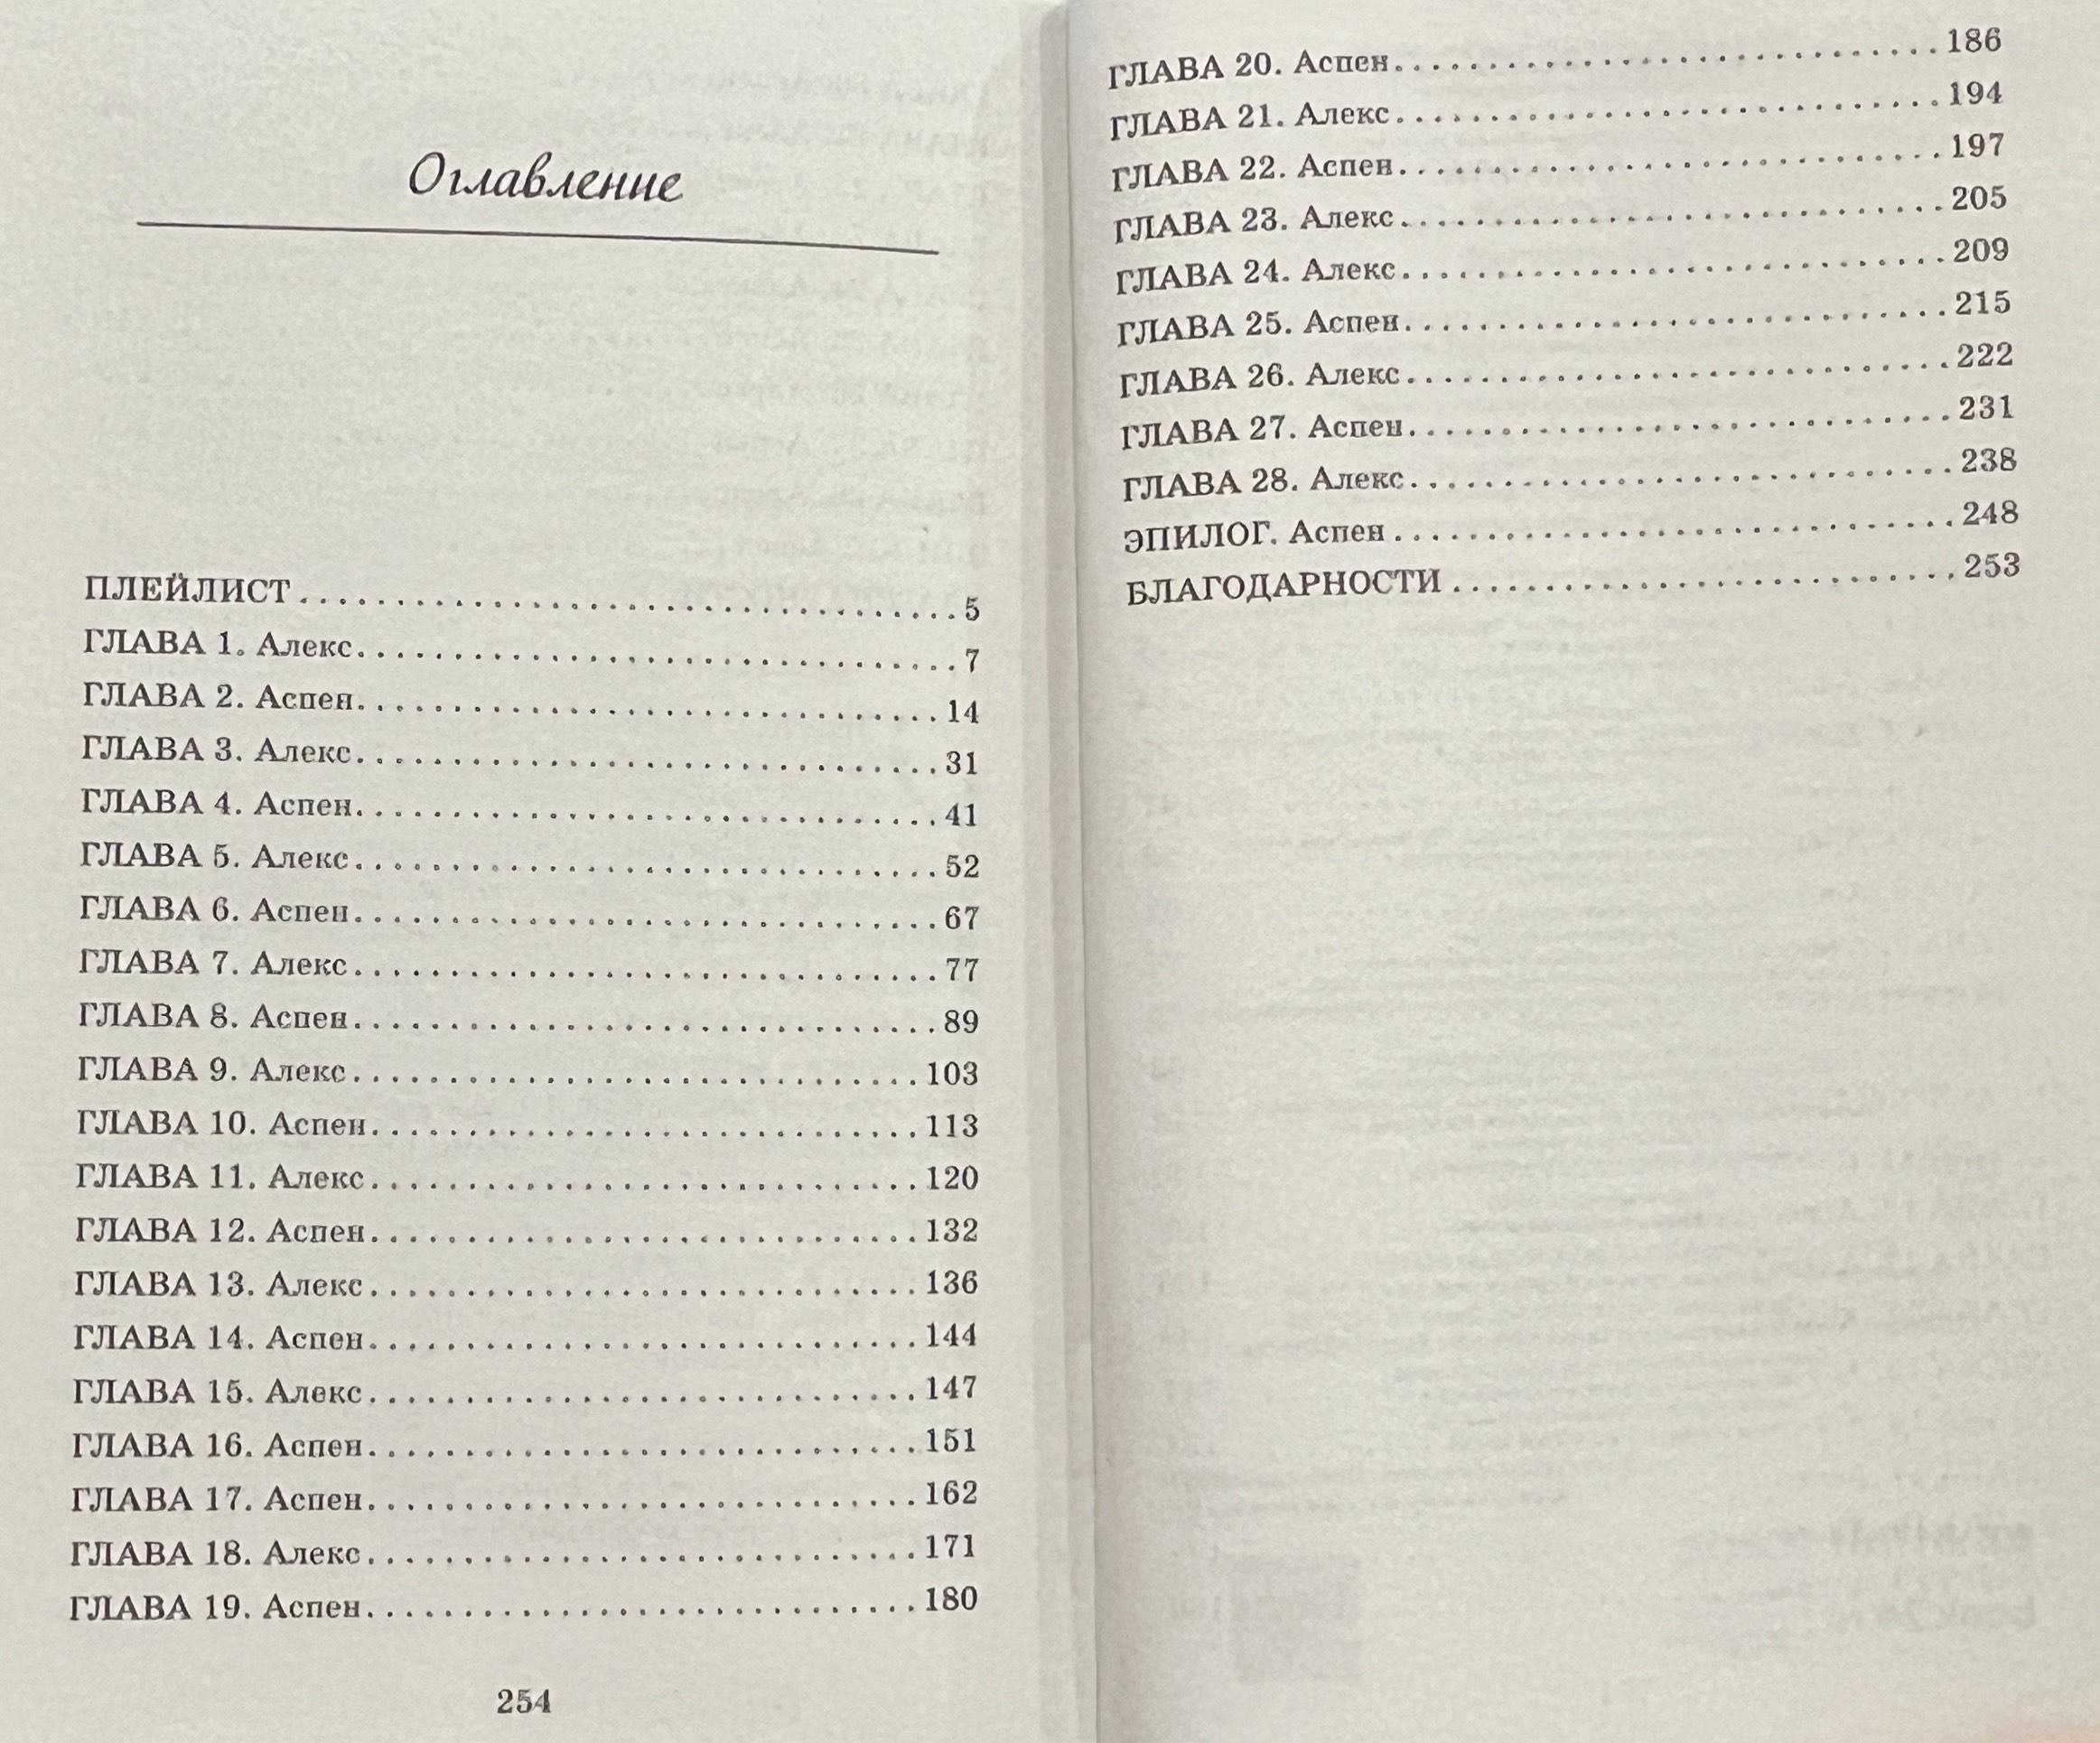 Оглавление
ПЛЕЙЛИСТ . . . . . . . . . . . . . . . . . . . . . . . . . . . . . . . . . . 5
ГЛАВА 1. Алекс. . . . . . . . . . . . . . . . . . . . . . . . . . . . . . . 7
ГЛАВА 2. Аспен. . . . . . . . . . . . . . . . . . . . . . . . . . . . . . 14
ГЛАВА 3. Алекс. . . . . . . . . . . . . . . . . . . . . . . . . . . . . . 31
ГЛАВА 4. Аспен. . . . . . . . . . . . . . . . . . . . . . . . . . . . . . 41
ГЛАВА 5. Алекс. . . . . . . . . . . . . . . . . . . . . . . . . . . . . . 52
ГЛАВА 6. Аспен. . . . . . . . . . . . . . . . . . . . . . . . . . . . . . 67
ГЛАВА 7. Алекс. . . . . . . . . . . . . . . . . . . . . . . . . . . . . . 77
ГЛАВА 8. Аспен. . . . . . . . . . . . . . . . . . . . . . . . . . . . . . 89
ГЛАВА 9. Алекс. . . . . . . . . . . . . . . . . . . . . . . . . . . . . 103
ГЛАВА 10. Аспен. . . . . . . . . . . . . . . . . . . . . . . . . . . . 113
ГЛАВА 11. Алекс. . . . . . . . . . . . . . . . . . . . . . . . . . . . 120
ГЛАВА 12. Аспен. . . . . . . . . . . . . . . . . . . . . . . . . . . . 132
ГЛАВА 13. Алекс. . . . . . . . . . . . . . . . . . . . . . . . . . . . 136
ГЛАВА 14. Аспен. . . . . . . . . . . . . . . . . . . . . . . . . . . . 144
ГЛАВА 15. Алекс. . . . . . . . . . . . . . . . . . . . . . . . . . . . 147
ГЛАВА 16. Аспен. . . . . . . . . . . . . . . . . . . . . . . . . . . . 151
ГЛАВА 17. Аспен. . . . . . . . . . . . . . . . . . . . . . . . . . . . 162
ГЛАВА 18. Алекс. . . . . . . . . . . . . . . . . . . . . . . . . . . . 171
ГЛАВА 19. Аспен. . . . . . . . . . . . . . . . . . . . . . . . . . . . 180
254
ГЛАВА 20. Аспен. . . . . . . . . . . . . . . . . . . . . . . . . . . . 186
ГЛАВА 21. Алекс. . . . . . . . . . . . . . . . . . . . . . . . . . . . 194
ГЛАВА 22. Аспен. . . . . . . . . . . . . . . . . . . . . . . . . . . . 197
ГЛАВА 23. Алекс. . . . . . . . . . . . . . . . . . . . . . . . . . . . 205
ГЛАВА 24. Алекс. . . . . . . . . . . . . . . . . . . . . . . . . . . . 209
ГЛАВА 25. Аспен. . . . . . . . . . . . . . . . . . . . . . . . . . . . 215
ГЛАВА 26. Алекс. . . . . . . . . . . . . . . . . . . . . . . . . . . . 222
ГЛАВА 27. Аспен. . . . . . . . . . . . . . . . . . . . . . . . . . . . 231
ГЛАВА 28. Алекс. . . . . . . . . . . . . . . . . . . . . . . . . . . . 238
ЭПИЛОГ. Аспен . . . . . . . . . . . . . . . . . . . . . . . . . . . . . 248
БЛАГОДАРНОСТИ . . . . . . . . . . . . . . . . . . . . . . . . . . 253